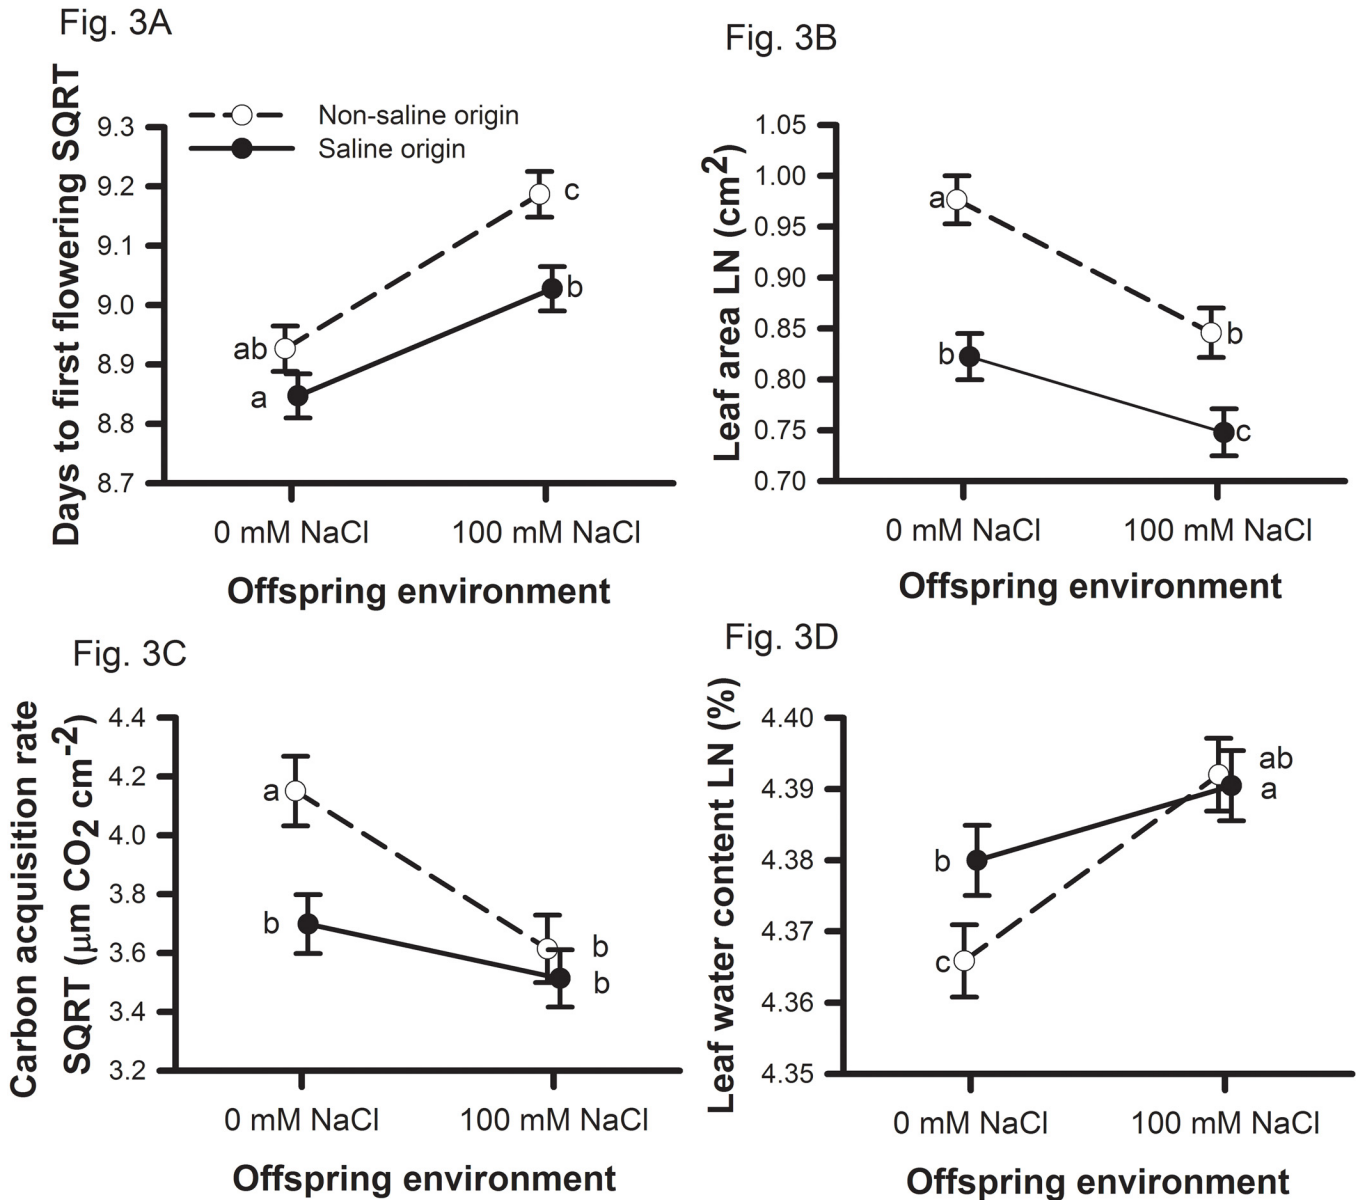 Fig. 3A
Days to first flowering SQRT
Non-saline origin
Saline origin
9.3
9.2
9.1
9.0
8.9
8.8
8.7
ab
a
c
b
0 mM NaCl
100 mM NaCl
Offspring environment
Fig. 3B
Leaf area LN (cm2)
1.05
1.00
0.95
0.90
0.85
0.80
0.75
0.70
a
b
b
c
0 mM NaCl
100 mM NaCl
Offspring environment
Fig. 3C
Carbon acquisition rate
SQRT (μm CO2 cm-2)
4.4
4.2
4.0
3.8
3.6
3.4
3.2
a
b
b
b
0 mM NaCl
100 mM NaCl
Offspring environment
Fig. 3D
Leaf water content LN (%)
4.40
4.39
4.38
4.37
4.36
4.35
b
c
ab
a
0 mM NaCl
100 mM NaCl
Offspring environment